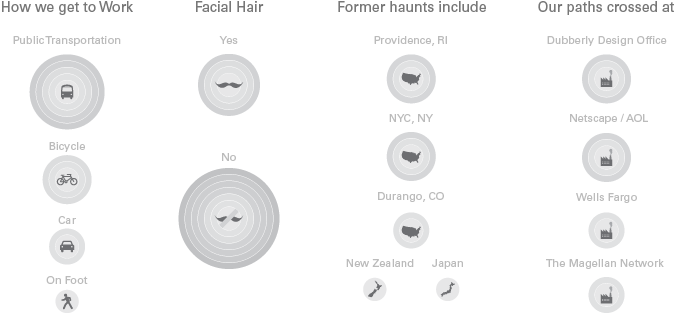 How we get to Work
Public Transportation
Bicycle
Car
On Foot
Facial Hair
Yes
No
Former haunts include
Providence, RI
NYC, NY
Durango, CO
New Zealand
Japan
Our paths crossed at
Dubberly Design Office
Netscape / AOL
Wells Fargo
The Magellan Network